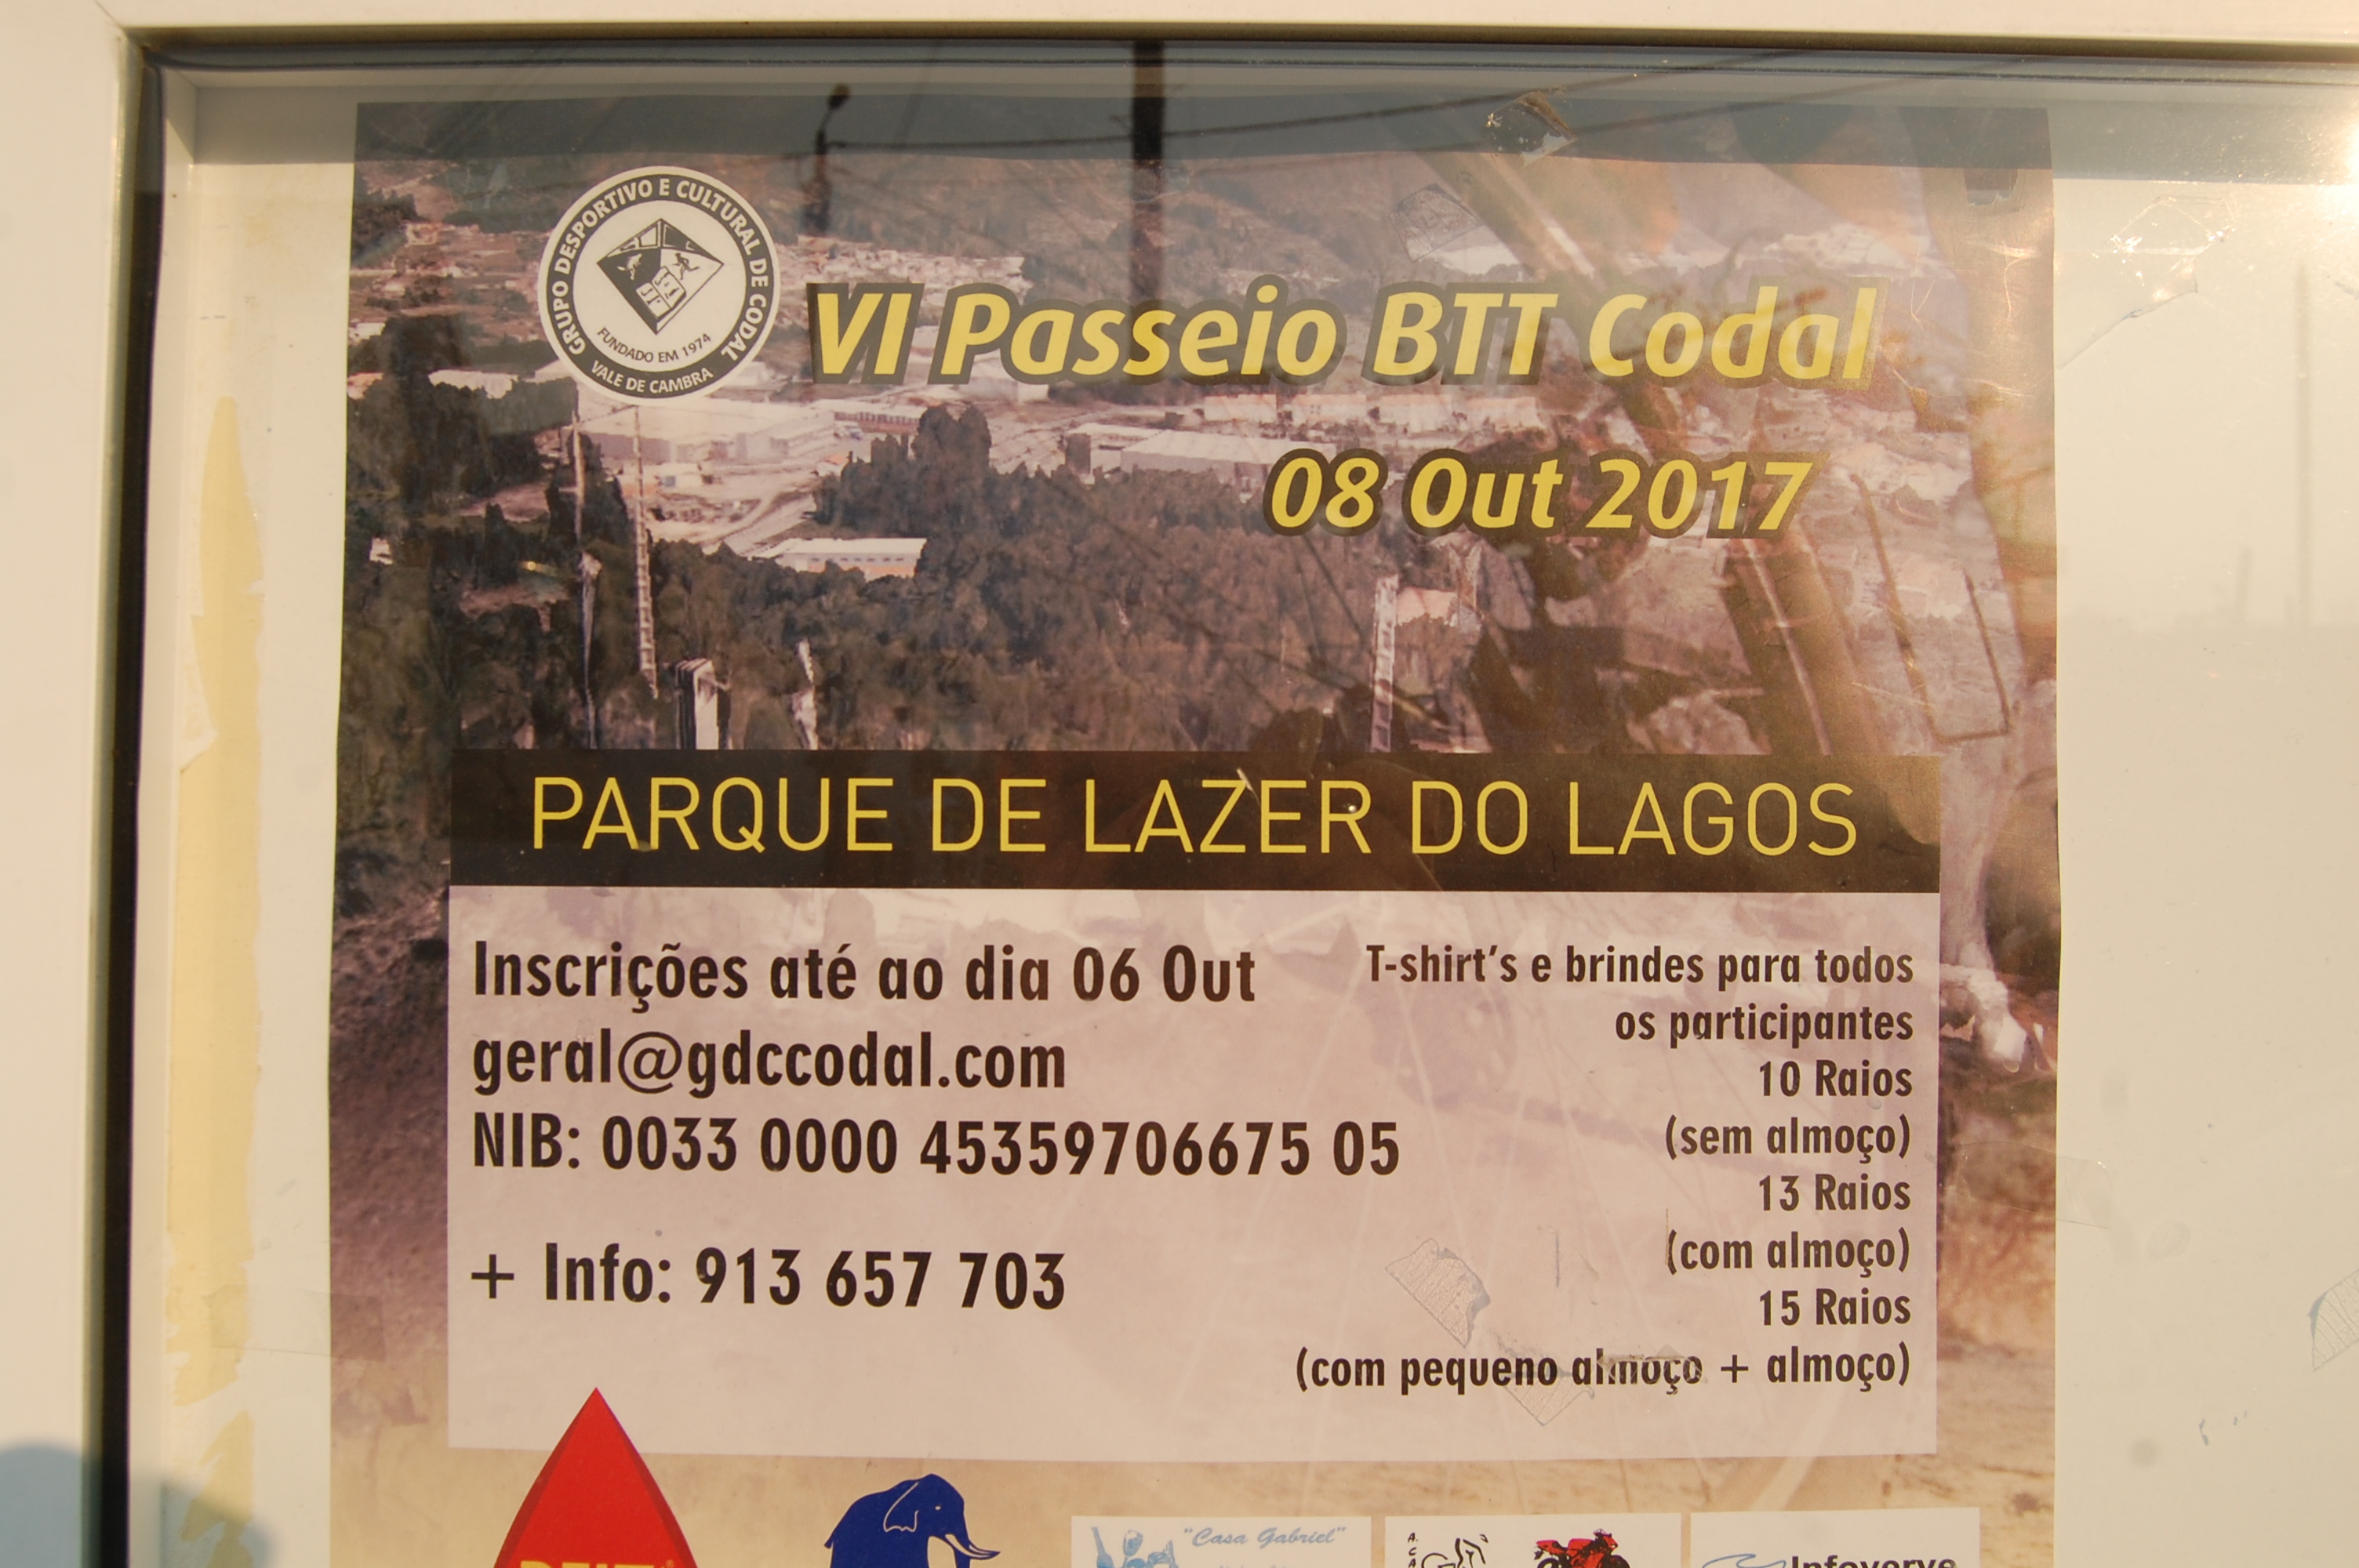 GRUPO DESPORTIVO E CULTURAL DE CODAL
FUNDADO EM 1974
VALE DE CAMBRA
VI Passeio BTT Codal
08 Out 2017
PARQUE DE LAZER DO LAGOS
Inscrições até ao dia 06 Out
geral@gdccodal.com
NIB: 0033 0000 45359706675 05
+ Info: 913 657 703
T-shirt's e brindes para todos
os participantes
10 Raios
(sem almoço)
13 Raios
(com almoço)
15 Raios
(com pequeno almoço + almoço)
"Casa Gabriel"